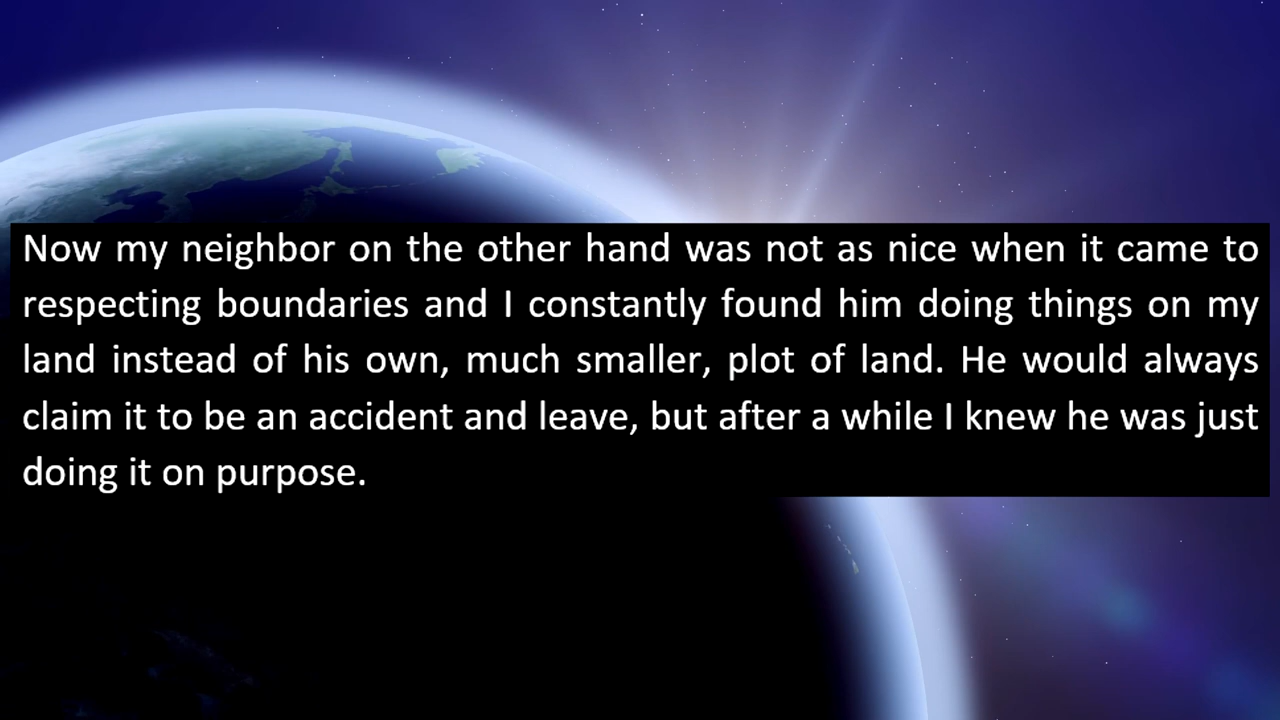 Now my neighbor on the other hand was not as nice when it came to
respecting boundaries and I constantly found him doing things on my
land instead of his own, much smaller, plot of land. He would always
claim it to be an accident and leave, but after a while I knew he was just
doing it on purpose.